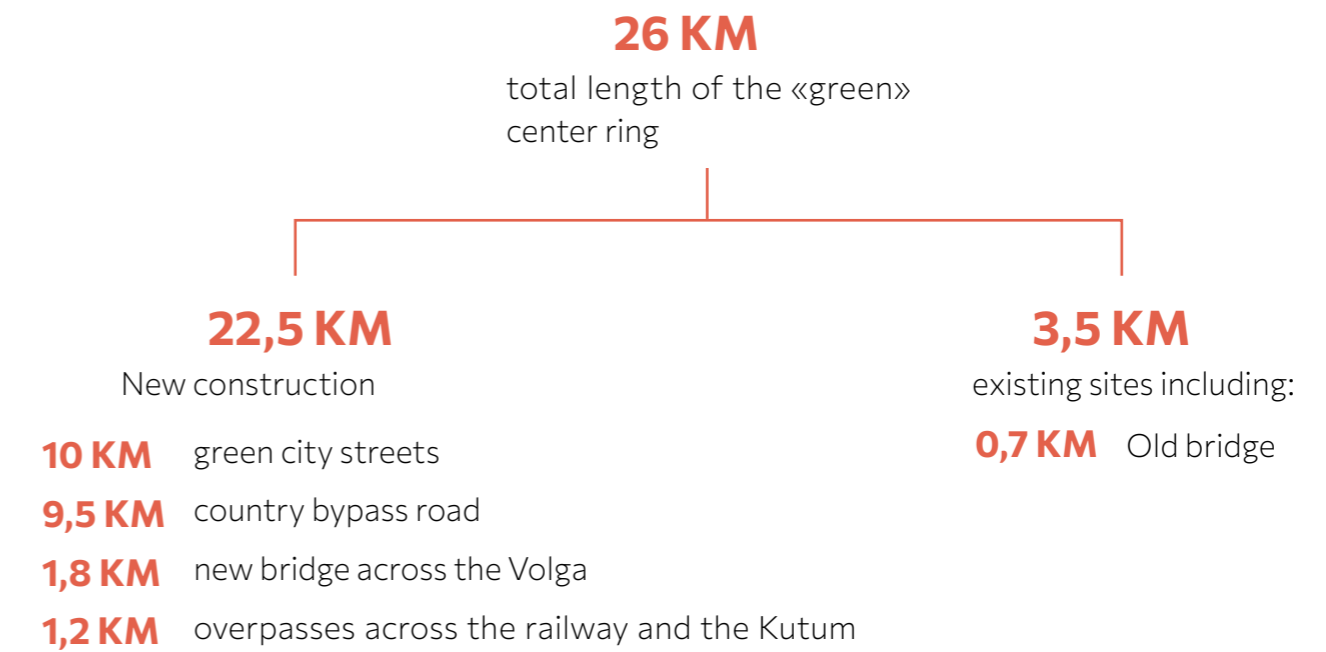 26 KM
total length of the «green»
center ring
22,5 KM
New construction
10 KM green city streets
9,5 KM country bypass road
1,8 KM new bridge across the Volga
1,2 KM overpasses across the railway and the Kutum
3,5 KM
existing sites including:
0,7 KM Old bridge